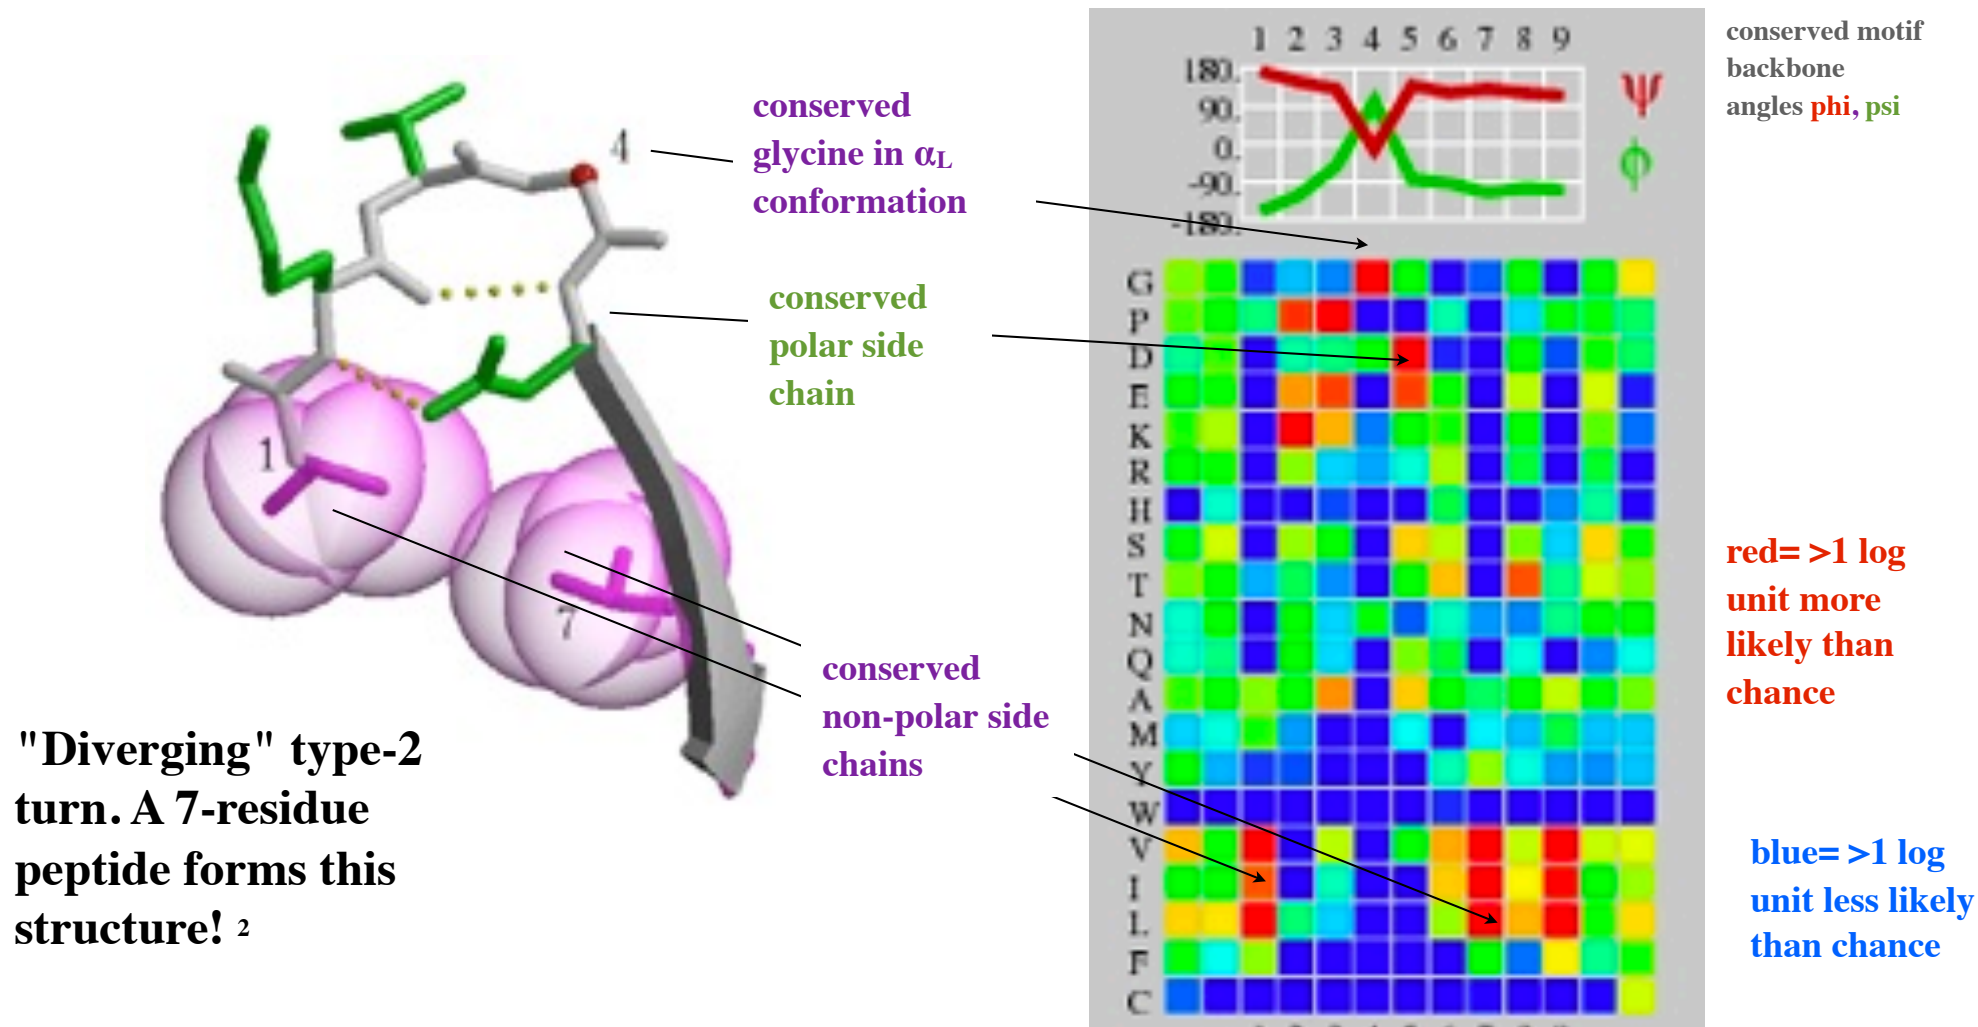 conserved
glycine in αL
conformation
4
conserved
polar side
chain
1
7
conserved
non-polar side
chains
"Diverging" type-2
turn. A 7-residue
peptide forms this
structure! 2
1 2 3 4 5 6 7 8 9
180.
90.
0.
-90.
-180.
ψ
ϕ
G
P
D
E
K
R
H
S
T
N
Q
A
M
Y
W
V
I
L
F
C
conserved motif
backbone
angles phi, psi
red= >1 log
unit more
likely than
chance
blue= >1 log
unit less likely
than chance